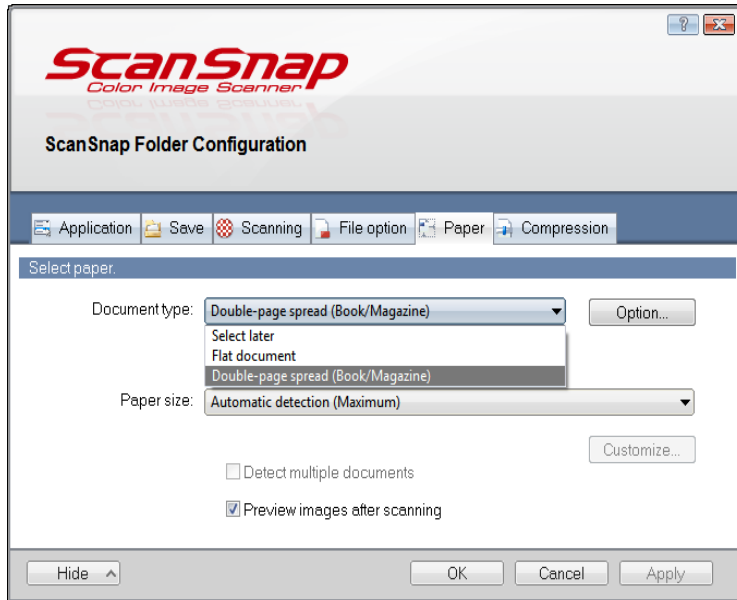 ScanSnap
Color Image Scanner
ScanSnap Folder Configuration
Application Save Scanning File option Paper Compression
Select paper.
Document type: Double-page spread (Book/Magazine) Option...
Select later
Flat document
Double-page spread (Book/Magazine)
Paper size: Automatic detection (Maximum)
Customize...
Detect multiple documents
Preview images after scanning
Hide OK Cancel Apply